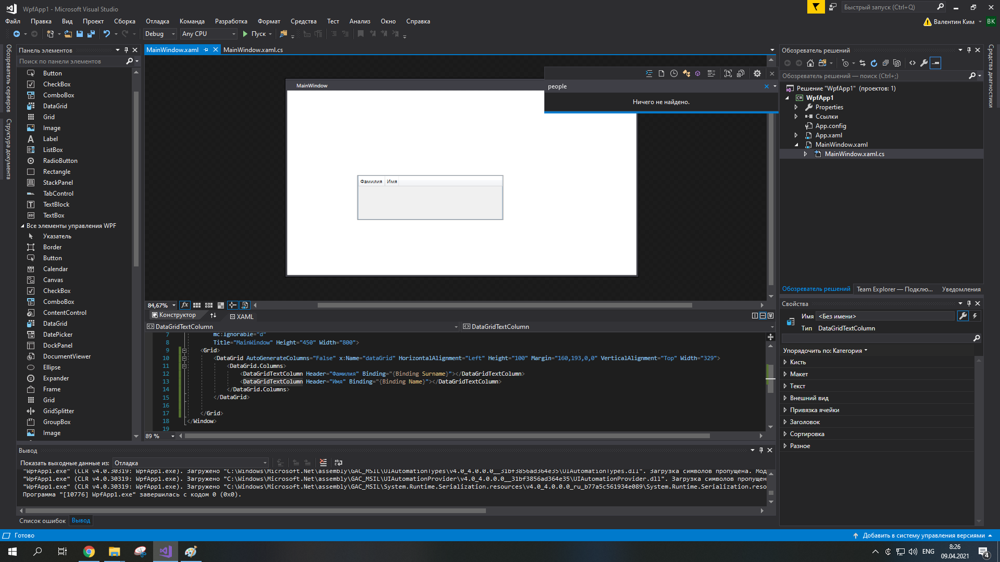 WpfApp1 - Microsoft Visual Studio
Быстрый запуск (Ctrl+Q)
Файл Правка Вид Проект Сборка Отладка Команда Разработка Формат Средства Тест Анализ Окно Справка
Валентин Ким ВК
Debug Any CPU Пуск
Обозреватель серверов
Структура документа
Панель элементов
Поиск по панели элементов
Button
CheckBox
ComboBox
DataGrid
Grid
Image
Label
ListBox
RadioButton
Rectangle
StackPanel
TabControl
TextBlock
TextBox
Все элементы управления WPF
Указатель
Border
Button
Calendar
Canvas
CheckBox
ComboBox
ContentControl
DataGrid
DatePicker
DockPanel
DocumentViewer
Ellipse
Expander
Frame
Grid
GridSplitter
GroupBox
Image
MainWindow.xaml MainWindow.xaml.cs
MainWindow
people
Ничего не найдено.
Фамилия Имя
84,67%
Конструктор XAML
DataGridTextColumn DataGridTextColumn
7 mc:Ignorable="d"
8 Title="MainWindow" Height="450" Width="800">
9 <Grid>
10 <DataGrid AutoGenerateColumns="False" x:Name="dataGrid" HorizontalAlignment="Left" Height="100" Margin="160,193,0,0" VerticalAlignment="Top" Width="329">
11 <DataGrid.Columns>
12 <DataGridTextColumn Header="Фамилия" Binding="{Binding Surname}"></DataGridTextColumn>
13 <DataGridTextColumn Header="Имя" Binding="{Binding Name}"></DataGridTextColumn>
14 </DataGrid.Columns>
15 </DataGrid>
16
17 </Grid>
18 </Window>
19
89 %
Вывод
Показать выходные данные из: Отладка
"WpfApp1.exe" (CLR v4.0.30319: WpfApp1.exe). Загружено "C:\Windows\Microsoft.Net\assembly\GAC_MSIL\UIAutomationTypes\v4.0_4.0.0.0__31bf3856ad364e35\UIAutomationTypes.dll". Загрузка символов пропущена. Мод
"WpfApp1.exe" (CLR v4.0.30319: WpfApp1.exe). Загружено "C:\Windows\Microsoft.Net\assembly\GAC_MSIL\UIAutomationProvider\v4.0_4.0.0.0__31bf3856ad364e35\UIAutomationProvider.dll". Загрузка символов пропущен
"WpfApp1.exe" (CLR v4.0.30319: WpfApp1.exe). Загружено "C:\Windows\Microsoft.Net\assembly\GAC_MSIL\System.Runtime.Serialization.resources\v4.0_4.0.0.0_ru_b77a5c561934e089\System.Runtime.Serialization.reso
Программа "[10776] WpfApp1.exe" завершилась с кодом 0 (0x0).
Список ошибок Вывод
Обозреватель решений
Обозреватель решений — поиск (Ctrl+;)
Решение "WpfApp1" (проектов: 1)
C# WpfApp1
Properties
Ссылки
App.config
App.xaml
MainWindow.xaml
MainWindow.xaml.cs
Обозреватель решений Team Explorer — Подклю... Уведомления
Свойства
Имя <Без имени>
Тип DataGridTextColumn
Упорядочить по: Категория
Кисть
Макет
Текст
Внешний вид
Привязка ячейки
Заголовок
Сортировка
Разное
Средства диагностики
Готово
Добавить в систему управления версиями
ENG
8:26
09.04.2021
4